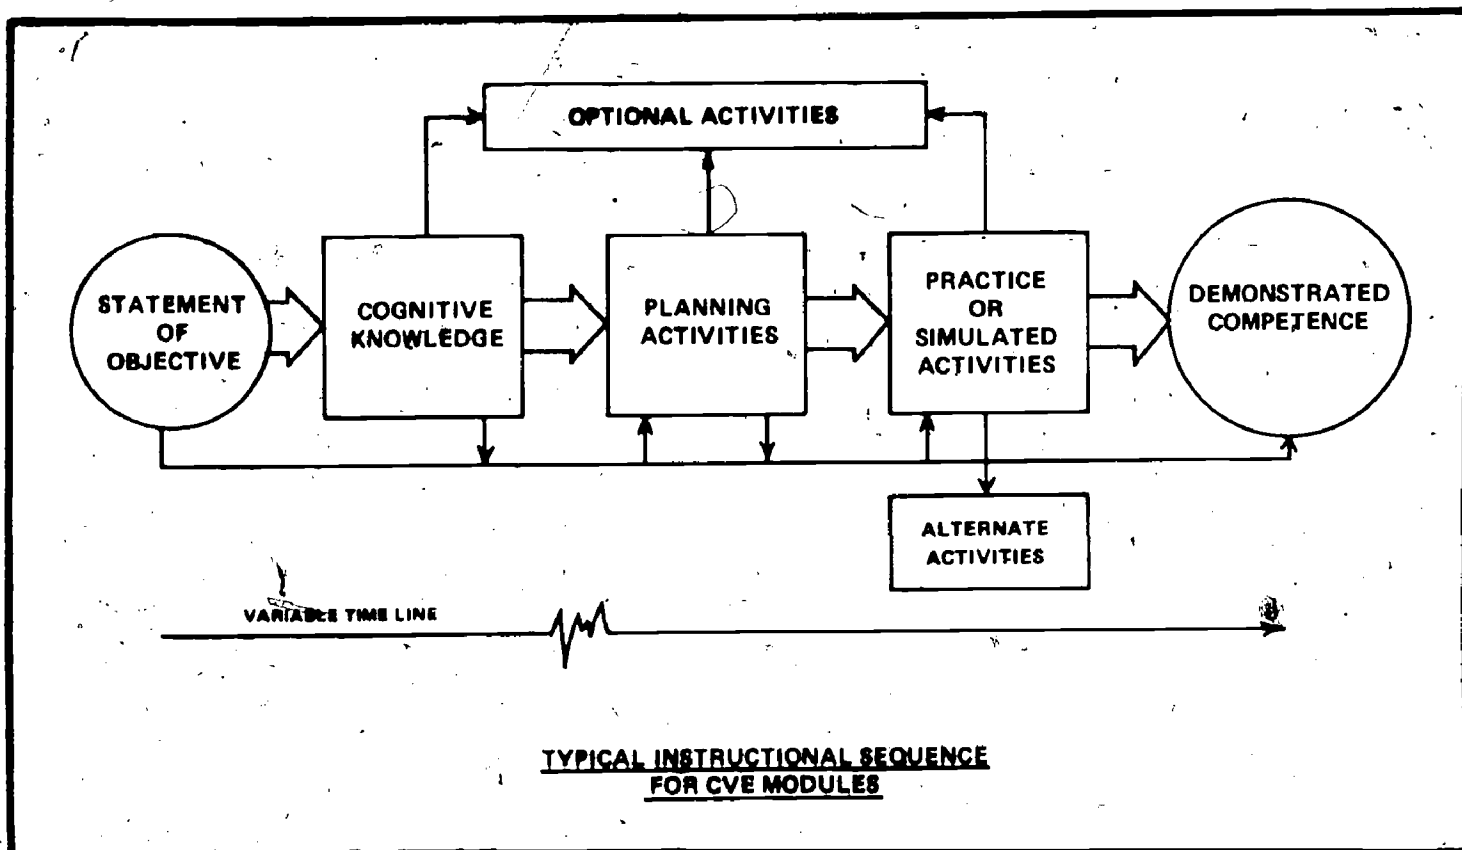 OPTIONAL ACTIVITIES
STATEMENT
OF
OBJECTIVE
COGNITIVE
KNOWLEDGE
PLANNING
ACTIVITIES
PRACTICE
OR
SIMULATED
ACTIVITIES
DEMONSTRATED
COMPETENCE
ALTERNATE
ACTIVITIES
VARIABLE TIME LINE
TYPICAL INSTRUCTIONAL SEQUENCE
FOR CVE MODULES